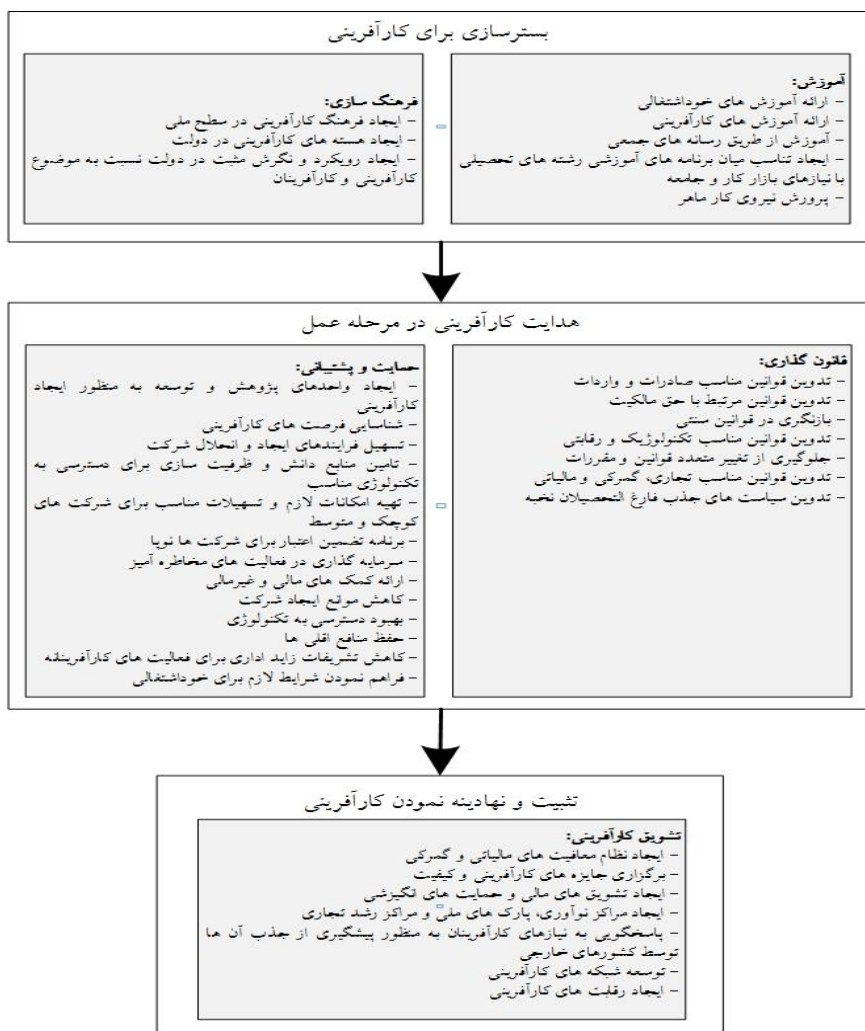 بسترسازی برای کارآفرینی
آموزش:
– ارائه آموزش های خوداشتغالی
– ارائه آموزش های کارآفرینی
– آموزش از طریق رسانه های جمعی
– ایجاد تناسب میان برنامه های آموزشی رشته های تحصیلی
با نیازهای بازار کار و جامعه
– پرورش نیروی کار ماهر
فرهنگ سازی:
– ایجاد فرهنگ کارآفرینی در سطح ملی
– ایجاد هسته های کارآفرینی در دولت
– ایجاد رویکرد و نگرش مثبت در دولت نسبت به موضوع
کارآفرینی و کارآفرینان
هدایت کارآفرینی در مرحله عمل
قانون گذاری:
– تدوین قوانین مناسب صادرات و واردات
– تدوین قوانین مرتبط با حق مالکیت
– بازنگری در قوانین سنتی
– تدوین قوانین مناسب تکنولوژیک و رقابتی
– جلوگیری از تغییر متعدد قوانین و مقررات
– تدوین قوانین مناسب تجاری، گمرکی و مالیاتی
– تدوین سیاست های جذب فارغ التحصیلان نخبه
حمایت و پشتیبانی:
– ایجاد واحدهای پژوهش و توسعه به منظور ایجاد
کارآفرینی
– شناسایی فرصت های کارآفرینی
– تسهیل فرایندهای ایجاد و انحلال شرکت
– تامین منابع دانش و ظرفیت سازی برای دسترسی به
تکنولوژی مناسب
– تهیه امکانات لازم و تسهیلات مناسب برای شرکت های
کوچک و متوسط
– برنامه تضمین اعتبار برای شرکت ها نوپا
– سرمایه گذاری در فعالیت های مخاطره آمیز
– ارائه کمک های مالی و غیرمالی
– کاهش موانع ایجاد شرکت
– بهبود دسترسی به تکنولوژی
– حفظ منافع اقلی ها
– کاهش تشریفات زاید اداری برای فعالیت های کارآفرینانه
– فراهم نمودن شرایط لازم برای خوداشتغالی
تثبیت و نهادینه نمودن کارآفرینی
تشویق کارآفرینی:
– ایجاد نظام معافیت های مالیاتی و گمرکی
– برگزاری جایزه های کارآفرینی و کیفیت
– ایجاد تشویق های مالی و حمایت های انگیزشی
– ایجاد مراکز نوآوری، پارک های ملی و مراکز رشد تجاری
– پاسخگویی به نیازهای کارآفرینان به منظور پیشگیری از جذب آن ها
توسط کشورهای خارجی
– توسعه شبکه های کارآفرینی
– ایجاد رقابت های کارآفرینی